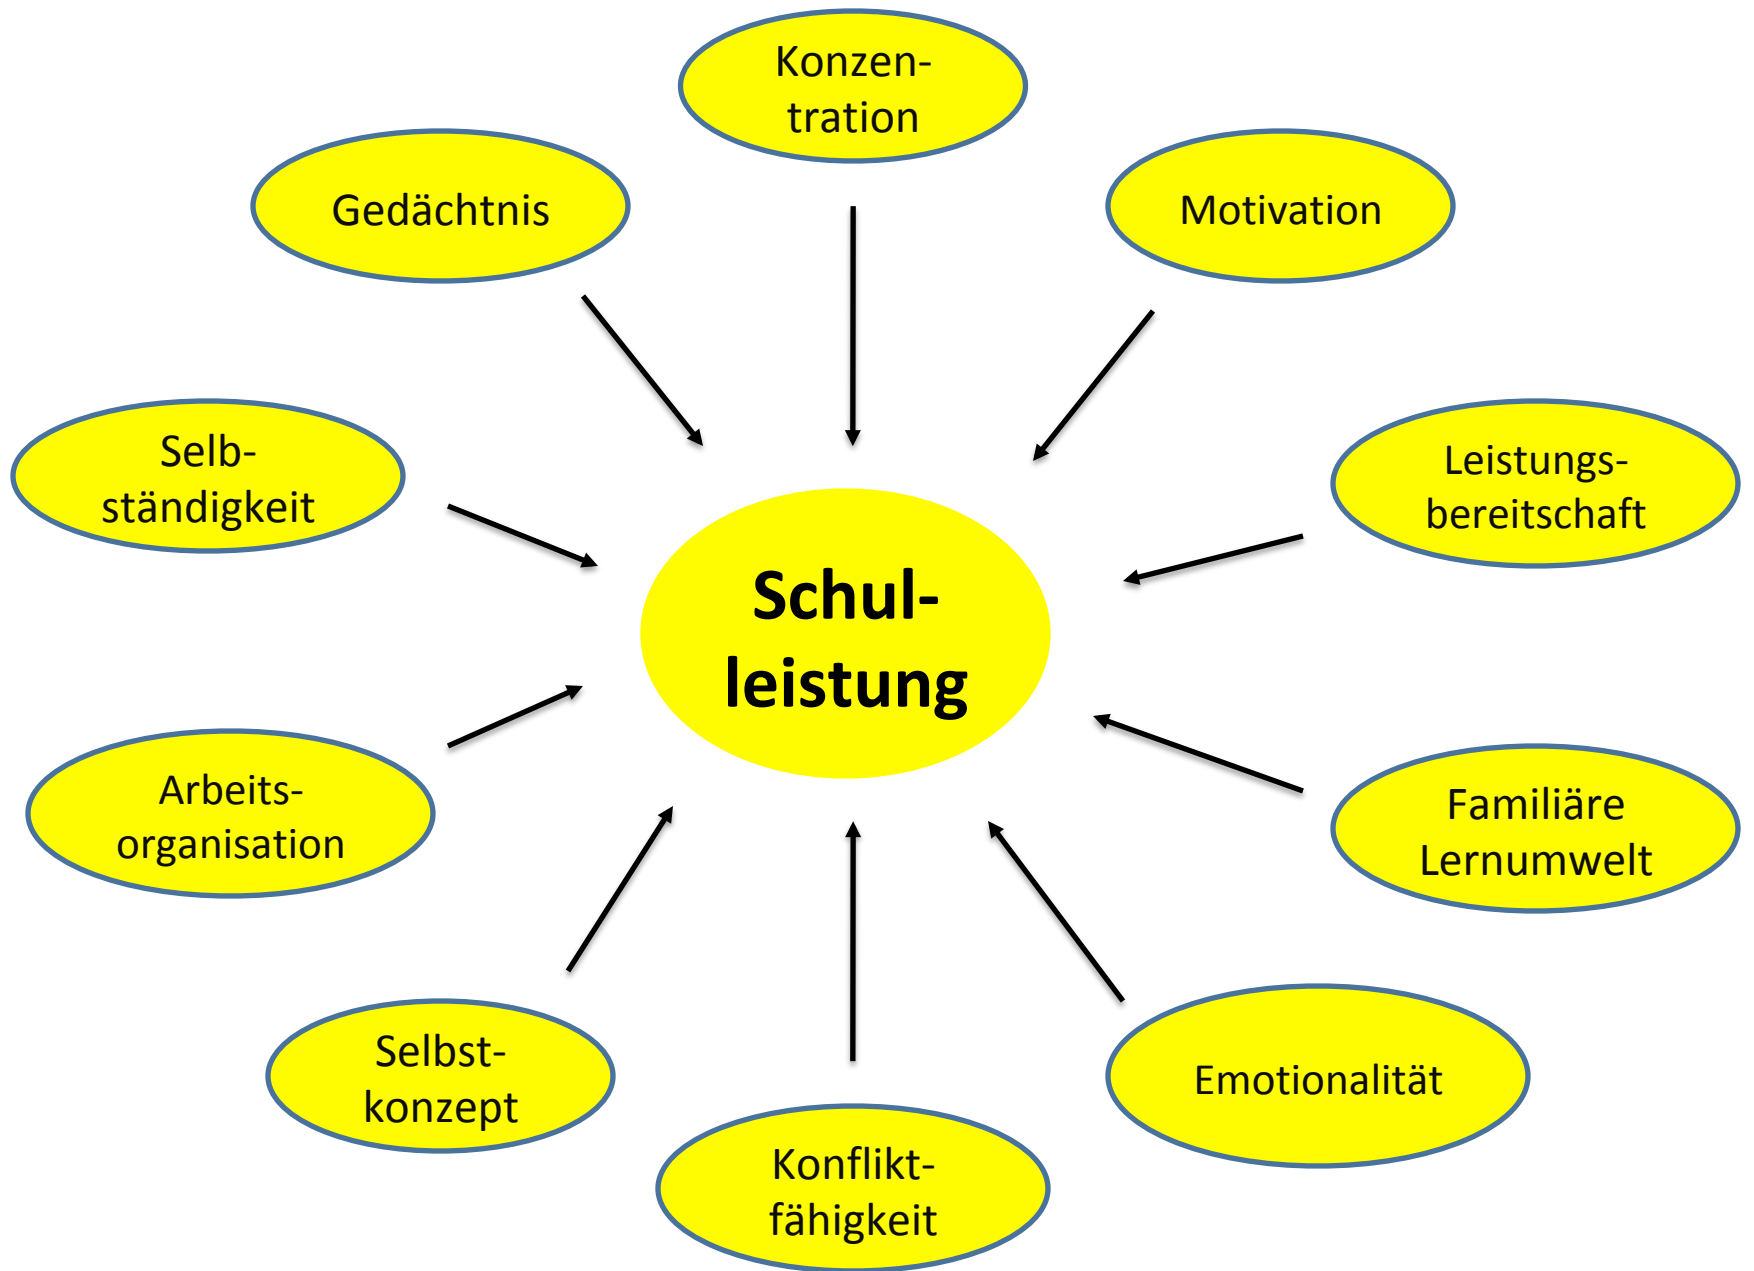 Konzen-
tration
Gedächtnis
Motivation
Selb-
ständigkeit
Leistungs-
bereitschaft
Schul-
leistung
Arbeits-
organisation
Familiäre
Lernumwelt
Selbst-
konzept
Emotionalität
Konflikt-
fähigkeit